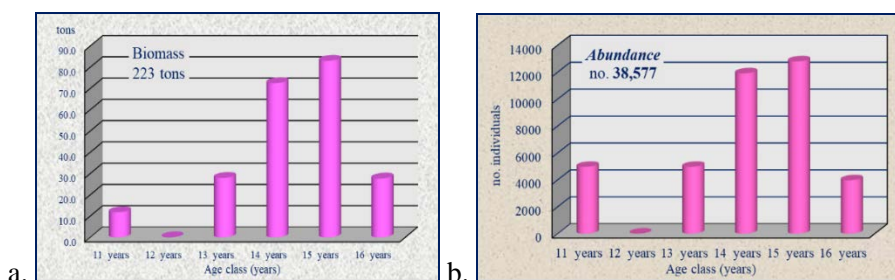 tons
90.0
80.0
70.0
60.0
50.0
40.0
30.0
20.0
10.0
0.0
Biomass
223 tons
11 years 12 years 13 years 14 years 15 years 16 years
Age class (years)
a.
14000
12000
10000
8000
6000
4000
2000
0
no. individuals
Abundance
no. 38,577
11 years 12 years 13 years 14 years 15 years 16 years
Age class (years)
b.